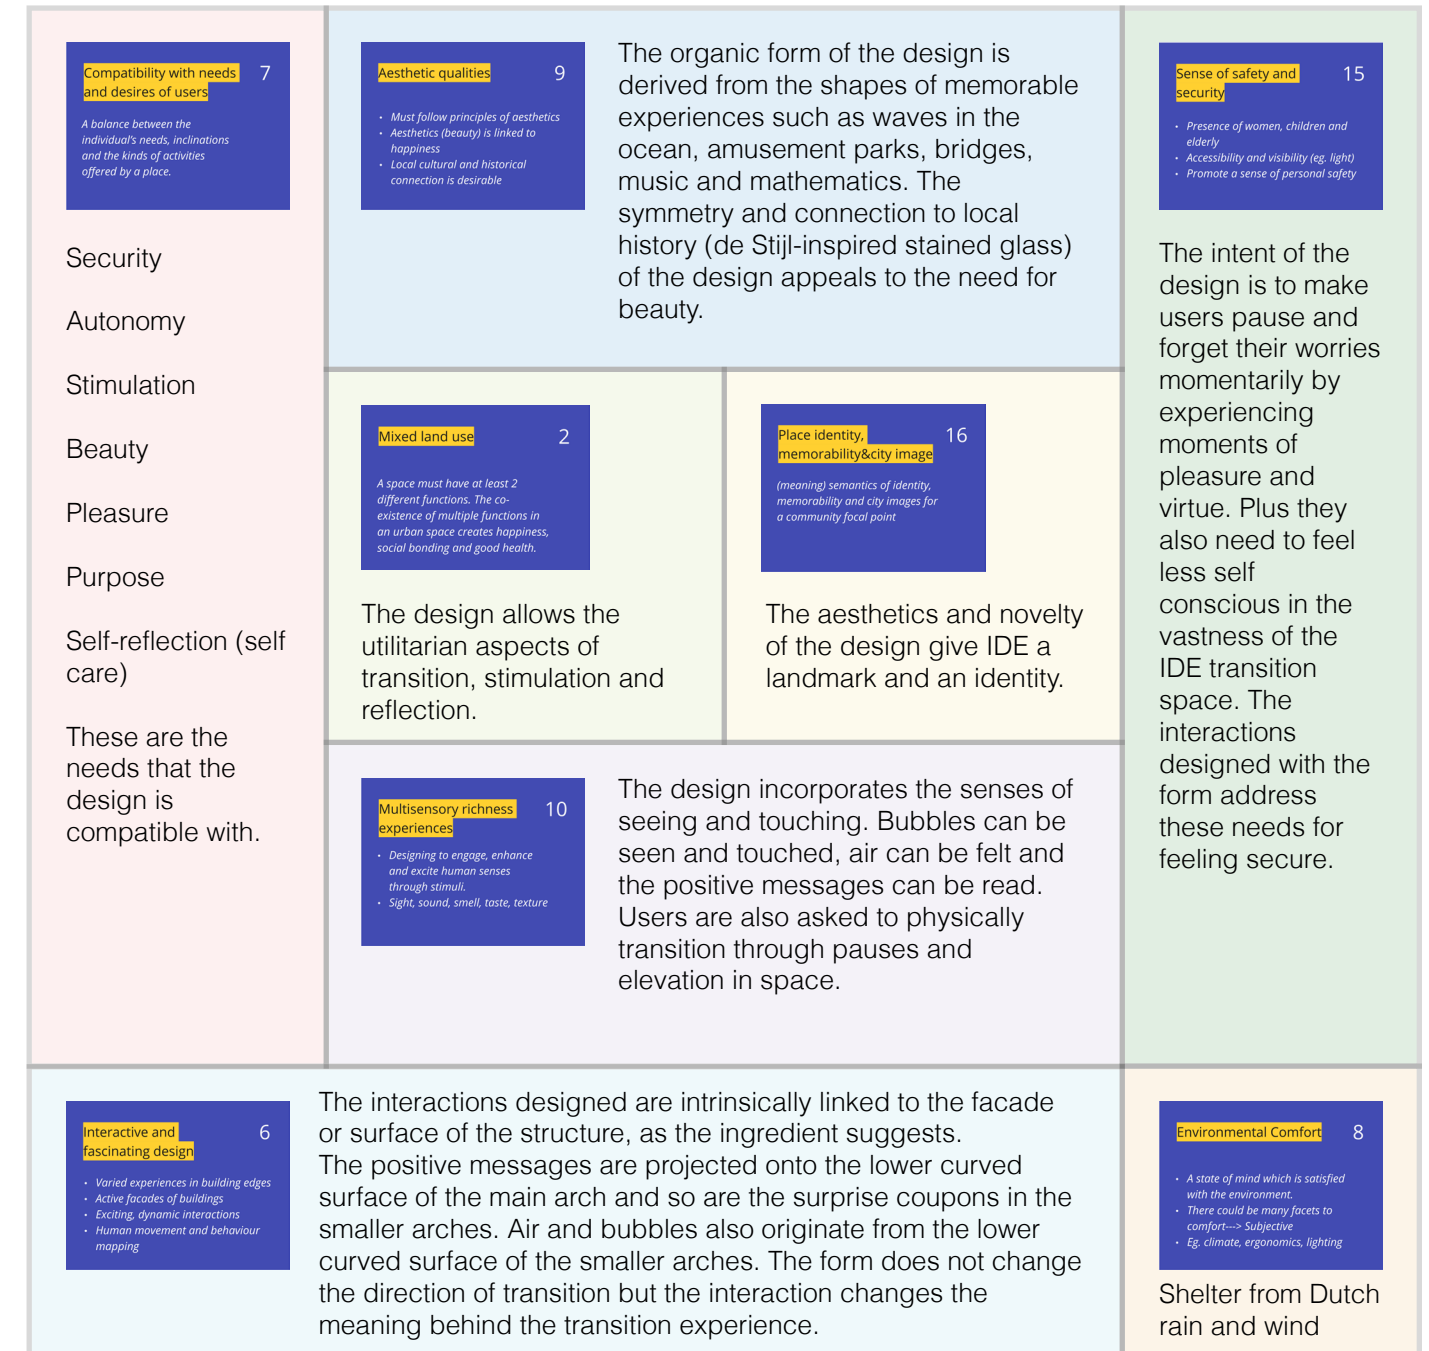 Compatibility with needs
and desires of users
7
A balance between the
individual's needs, inclinations
and the kinds of activities
offered by a place.
Security
Autonomy
Stimulation
Beauty
Pleasure
Purpose
Self-reflection (self
care)
These are the
needs that the
design is
compatible with.
Aesthetic qualities
9
• Must follow principles of aesthetics
• Aesthetics (beauty) is linked to
happiness
• Local cultural and historical
connection is desirable
The organic form of the design is
derived from the shapes of memorable
experiences such as waves in the
ocean, amusement parks, bridges,
music and mathematics. The
symmetry and connection to local
history (de Stijl-inspired stained glass)
of the design appeals to the need for
beauty.
Sense of safety and
security
15
• Presence of women, children and
elderly
• Accessibility and visibility (eg. light)
• Promote a sense of personal safety
The intent of the
design is to make
users pause and
forget their worries
momentarily by
experiencing
moments of
pleasure and
virtue. Plus they
also need to feel
less self
conscious in the
vastness of the
IDE transition
space. The
interactions
designed with the
form address
these needs for
feeling secure.
Mixed land use
2
A space must have at least 2
different functions. The co-
existence of multiple functions in
an urban space creates happiness,
social bonding and good health.
The design allows the
utilitarian aspects of
transition, stimulation and
reflection.
Place identity,
memorability&city image
16
(meaning) semantics of identity,
memorability and city images for
a community focal point
The aesthetics and novelty
of the design give IDE a
landmark and an identity.
Multisensory richness
experiences
10
• Designing to engage, enhance
and excite human senses
through stimuli.
• Sight, sound, smell, taste, texture
The design incorporates the senses of
seeing and touching. Bubbles can be
seen and touched, air can be felt and
the positive messages can be read.
Users are also asked to physically
transition through pauses and
elevation in space.
Interactive and
fascinating design
6
• Varied experiences in building edges
• Active facades of buildings
• Exciting, dynamic interactions
• Human movement and behaviour
mapping
The interactions designed are intrinsically linked to the facade
or surface of the structure, as the ingredient suggests.
The positive messages are projected onto the lower curved
surface of the main arch and so are the surprise coupons in the
smaller arches. Air and bubbles also originate from the lower
curved surface of the smaller arches. The form does not change
the direction of transition but the interaction changes the
meaning behind the transition experience.
Environmental Comfort
8
• A state of mind which is satisfied
with the environment.
• There could be many facets to
comfort---> Subjective
• Eg. climate, ergonomics, lighting
Shelter from Dutch
rain and wind